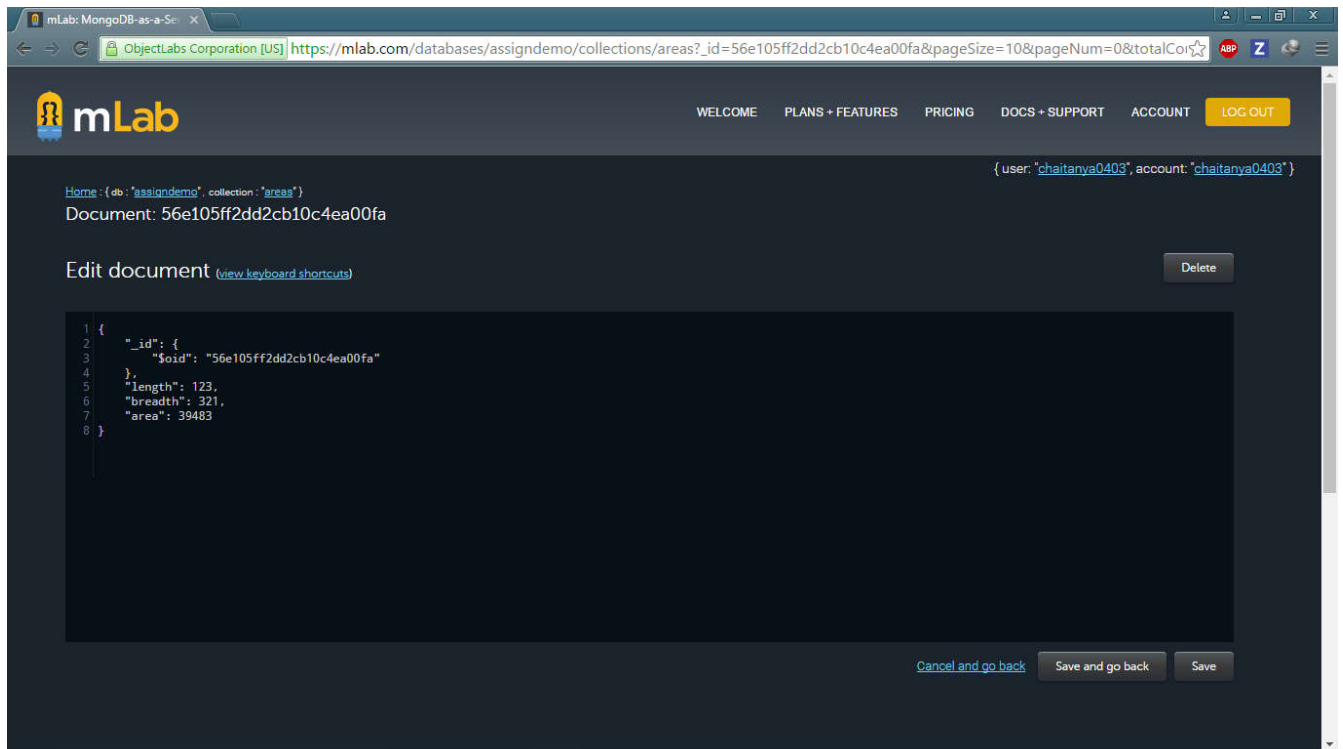 mLab: MongoDB-as-a-Se
ObjectLabs Corporation [US] https://mlab.com/databases/assigndemo/collections/areas?_id=56e105ff2dd2cb10c4ea00fa&pageSize=10&pageNum=0&totalCo
ABP Z
mLab WELCOME PLANS + FEATURES PRICING DOCS + SUPPORT ACCOUNT LOG OUT
{ user: "chaitanya0403", account: "chaitanya0403" }
Home : { db : "assigndemo", collection : "areas" }
Document: 56e105ff2dd2cb10c4ea00fa
Edit document (view keyboard shortcuts) Delete
1 {
2 "_id": {
3 "$oid": "56e105ff2dd2cb10c4ea00fa"
4 },
5 "length": 123,
6 "breadth": 321,
7 "area": 39483
8 }
Cancel and go back Save and go back Save